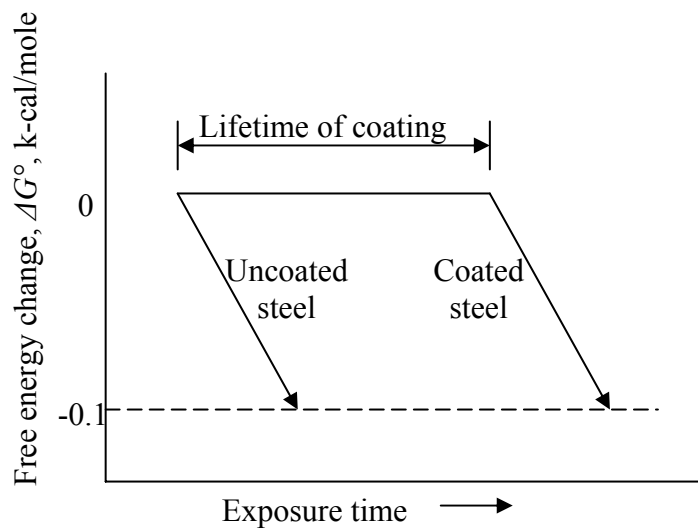 Free energy change, ΔG°, k-cal/mole
Lifetime of coating
0
Uncoated
steel
Coated
steel
-0.1
Exposure time